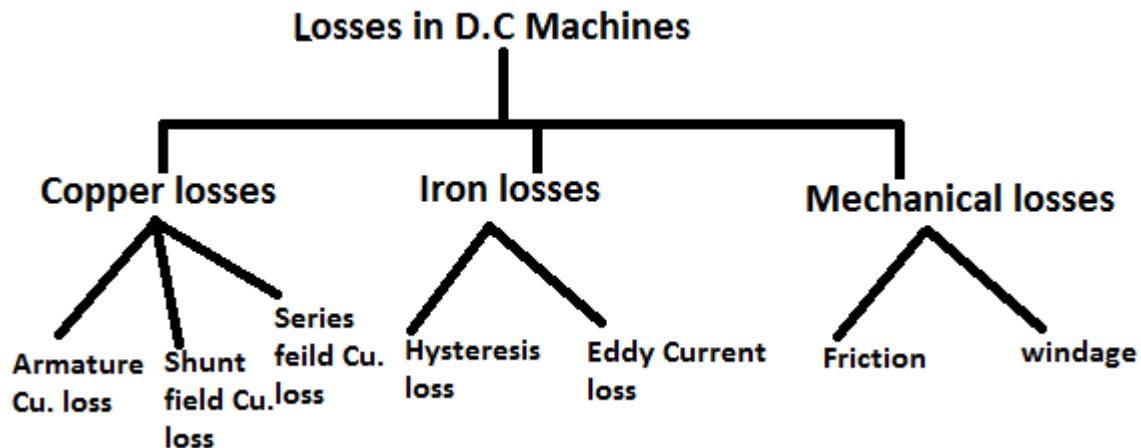 Losses in D.C Machines
Copper losses
Iron losses
Mechanical losses
Armature
Cu. loss
Shunt
field Cu.
loss
Series
feild Cu.
loss
Hysteresis
loss
Eddy Current
loss
Friction
windage